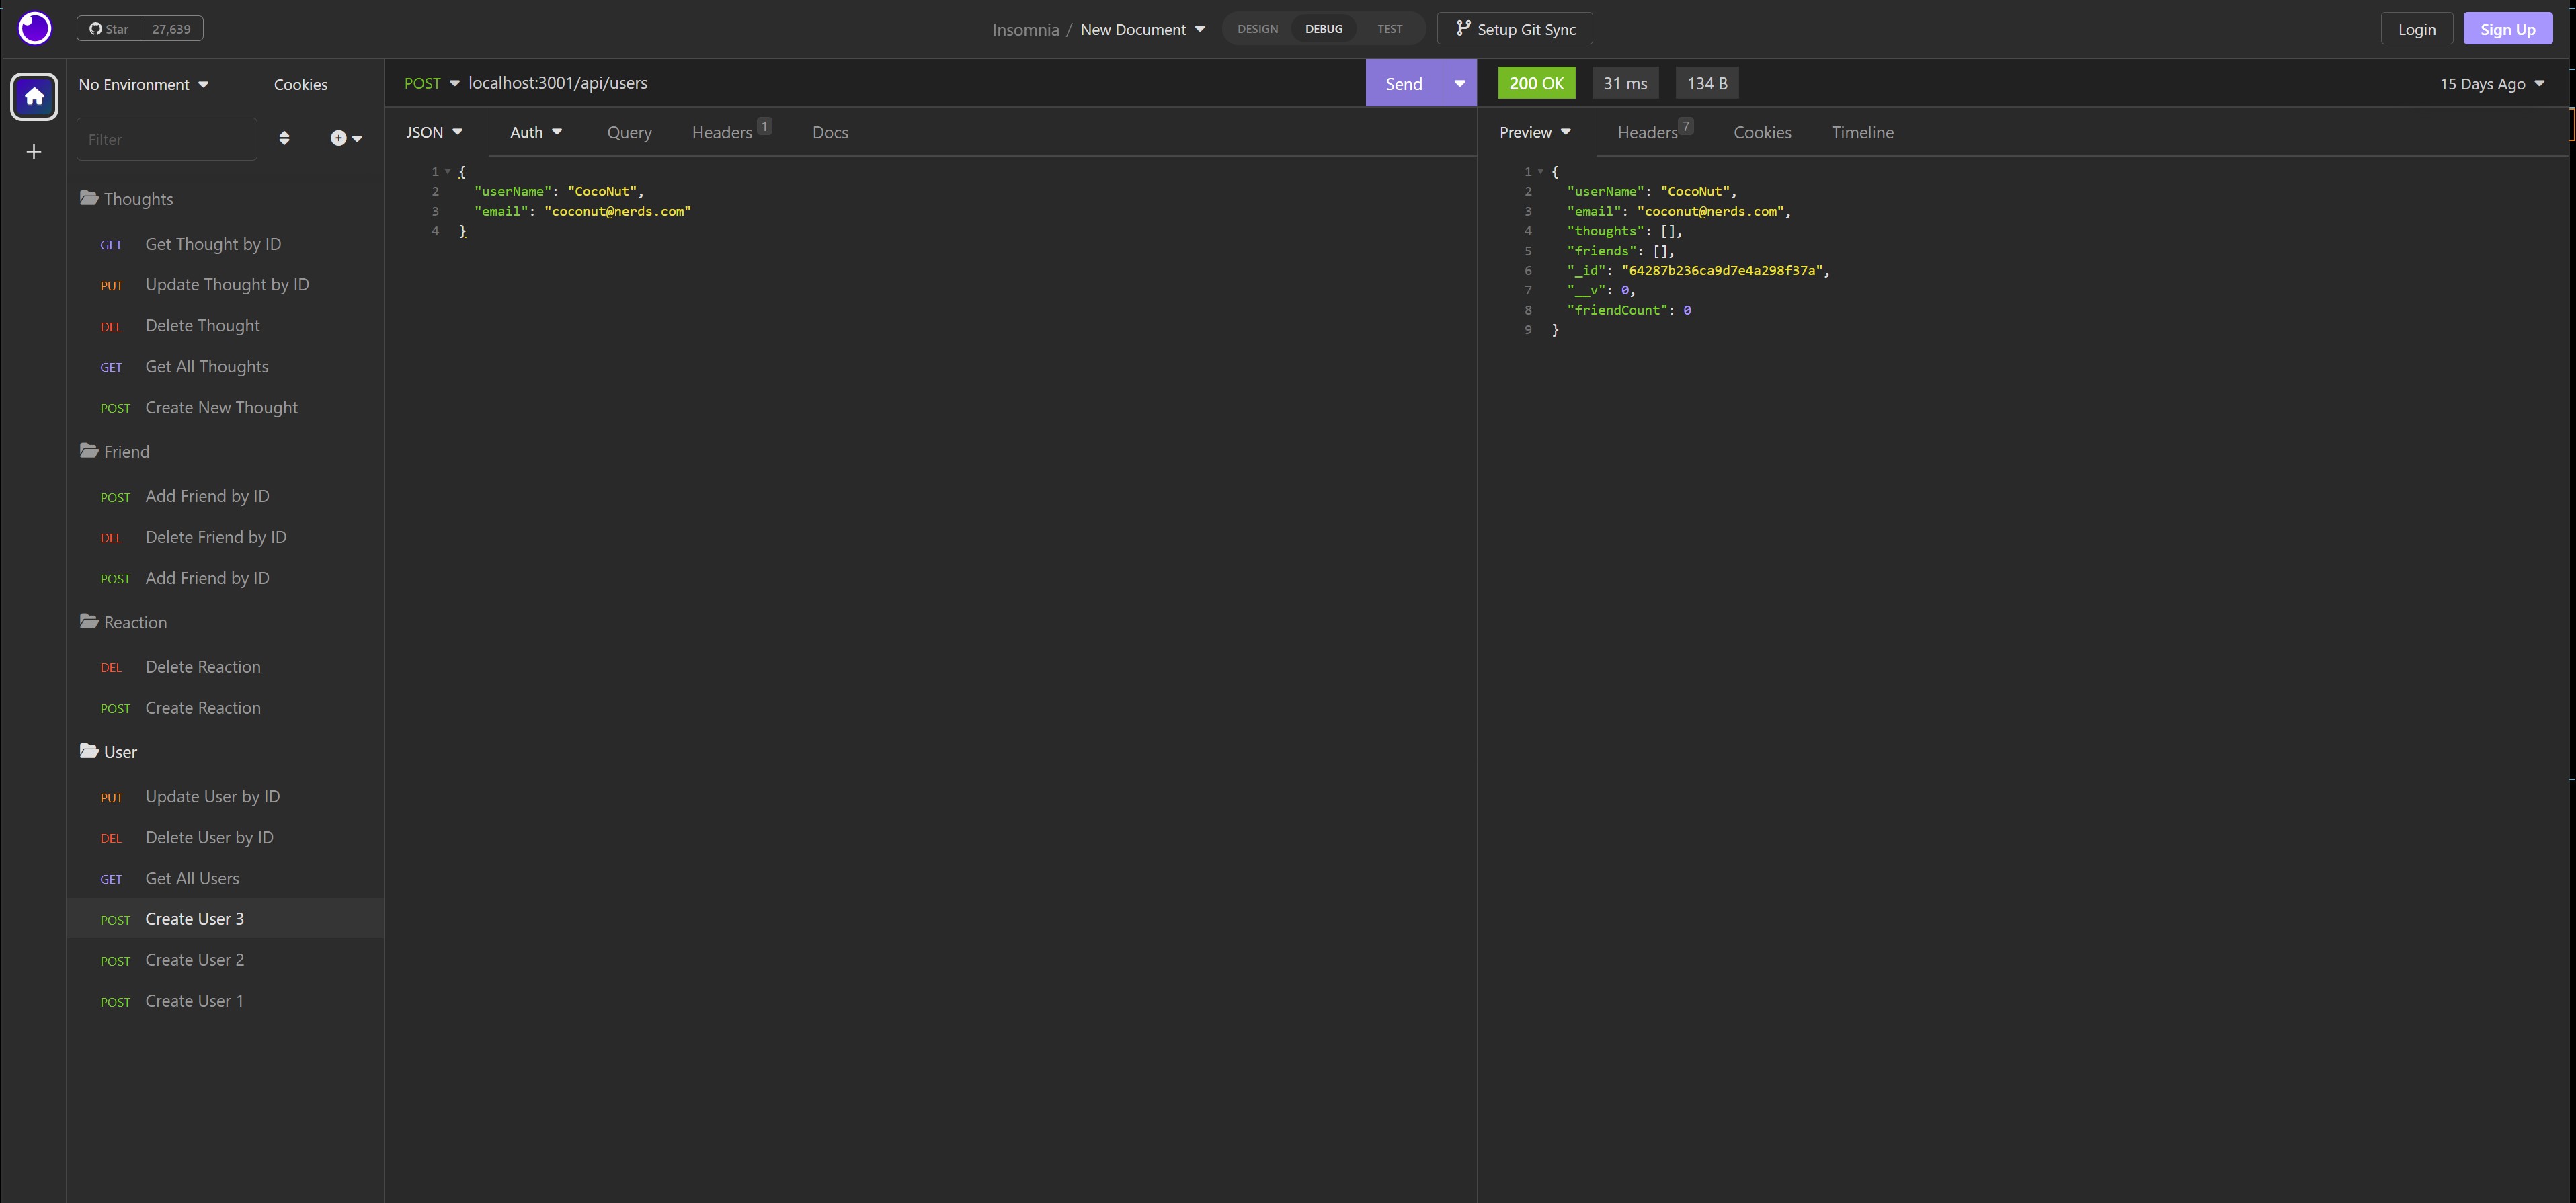 Star 27,639
Insomnia / New Document
DESIGN DEBUG TEST
Setup Git Sync
Login
Sign Up
No Environment
Cookies
Filter
Thoughts
GET Get Thought by ID
PUT Update Thought by ID
DEL Delete Thought
GET Get All Thoughts
POST Create New Thought
Friend
POST Add Friend by ID
DEL Delete Friend by ID
POST Add Friend by ID
Reaction
DEL Delete Reaction
POST Create Reaction
User
PUT Update User by ID
DEL Delete User by ID
GET Get All Users
POST Create User 3
POST Create User 2
POST Create User 1
POST localhost:3001/api/users
Send
JSON Auth Query Headers 1 Docs
1 {
2 "userName": "CocoNut",
3 "email": "coconut@nerds.com"
4 }
200 OK 31 ms 134 B
15 Days Ago
Preview Headers 7 Cookies Timeline
1 {
2 "userName": "CocoNut",
3 "email": "coconut@nerds.com",
4 "thoughts": [],
5 "friends": [],
6 "_id": "64287b236ca9d7e4a298f37a",
7 "__v": 0,
8 "friendCount": 0
9 }